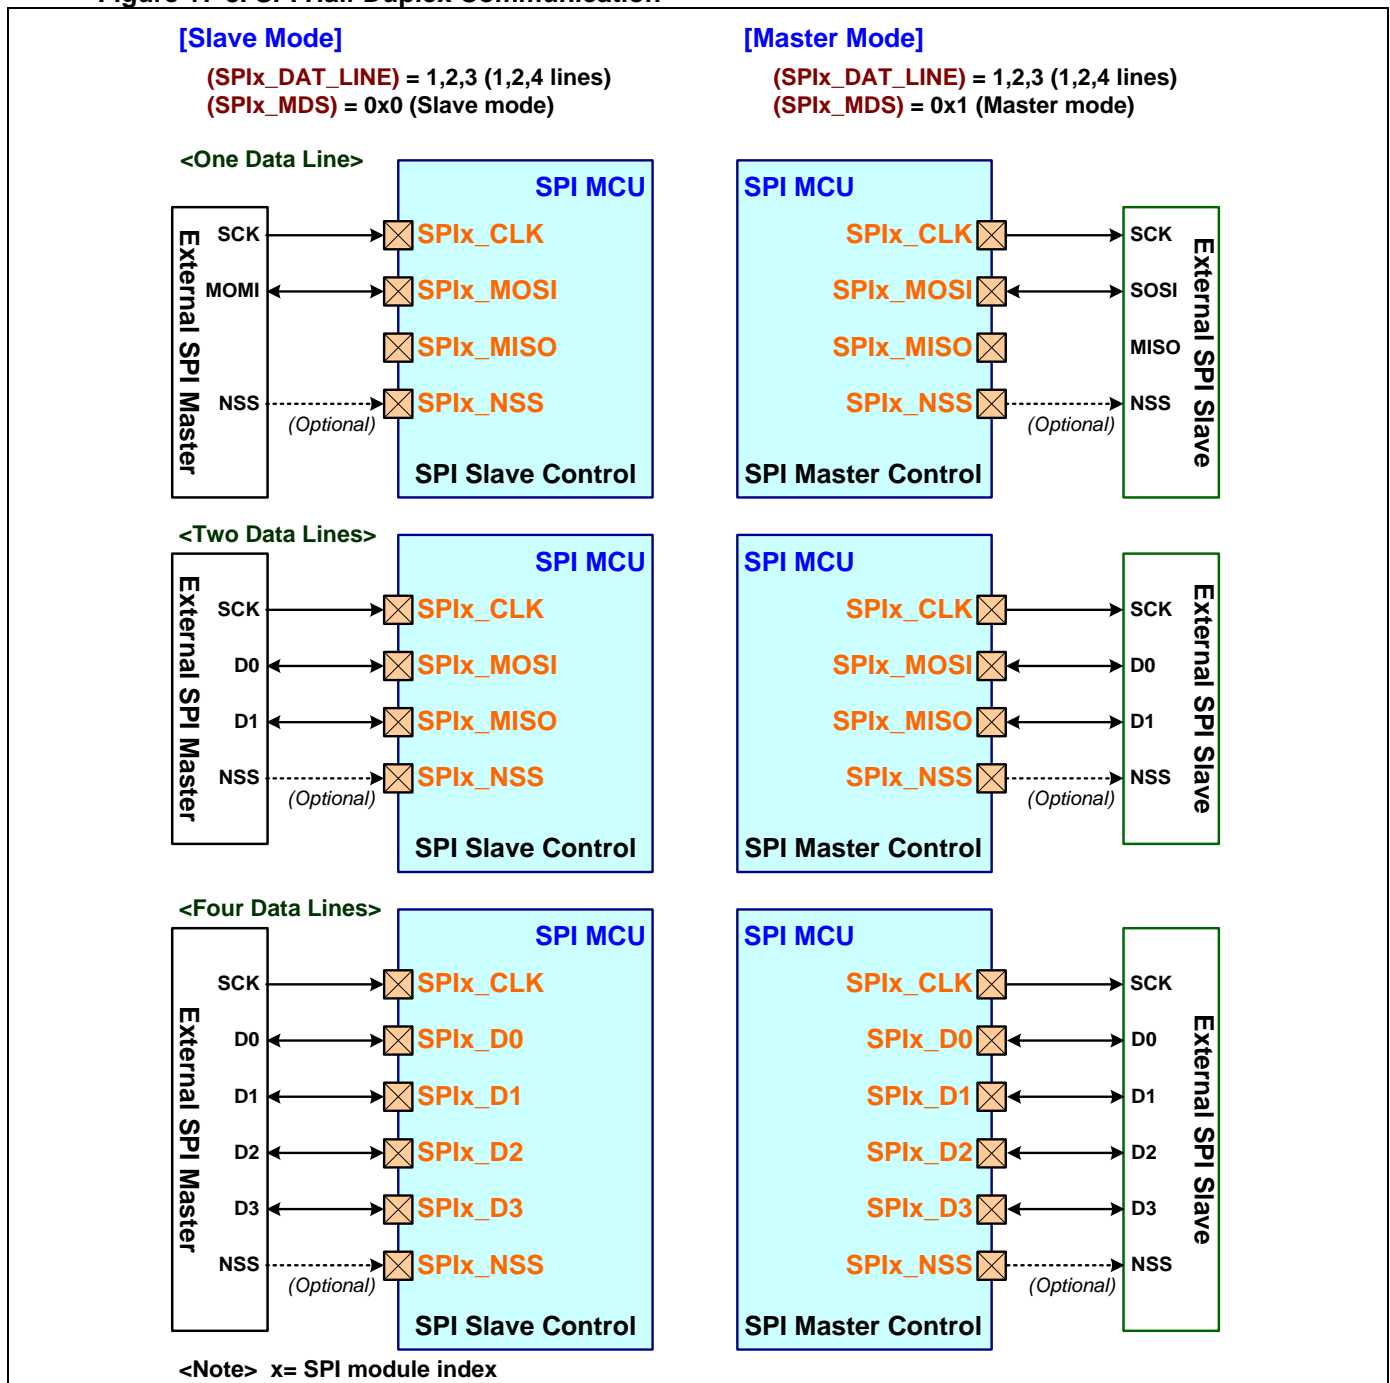 [Slave Mode]
(SPIx_DAT_LINE) = 1,2,3 (1,2,4 lines)
(SPIx_MDS) = 0x0 (Slave mode)
[Master Mode]
(SPIx_DAT_LINE) = 1,2,3 (1,2,4 lines)
(SPIx_MDS) = 0x1 (Master mode)
<One Data Line>
External SPI Master
SCK
MOMI
NSS
(Optional)
SPI MCU
SPIx_CLK
SPIx_MOSI
SPIx_MISO
SPIx_NSS
SPI Slave Control
SPI MCU
SPIx_CLK
SPIx_MOSI
SPIx_MISO
SPIx_NSS
SPI Master Control
(Optional)
SCK
SOSI
MISO
NSS
External SPI Slave
<Two Data Lines>
External SPI Master
SCK
D0
D1
NSS
(Optional)
SPI MCU
SPIx_CLK
SPIx_MOSI
SPIx_MISO
SPIx_NSS
SPI Slave Control
SPI MCU
SPIx_CLK
SPIx_MOSI
SPIx_MISO
SPIx_NSS
SPI Master Control
(Optional)
SCK
D0
D1
NSS
External SPI Slave
<Four Data Lines>
External SPI Master
SCK
D0
D1
D2
D3
NSS
(Optional)
SPI MCU
SPIx_CLK
SPIx_D0
SPIx_D1
SPIx_D2
SPIx_D3
SPIx_NSS
SPI Slave Control
SPI MCU
SPIx_CLK
SPIx_D0
SPIx_D1
SPIx_D2
SPIx_D3
SPIx_NSS
SPI Master Control
(Optional)
SCK
D0
D1
D2
D3
NSS
External SPI Slave
<Note> x= SPI module index